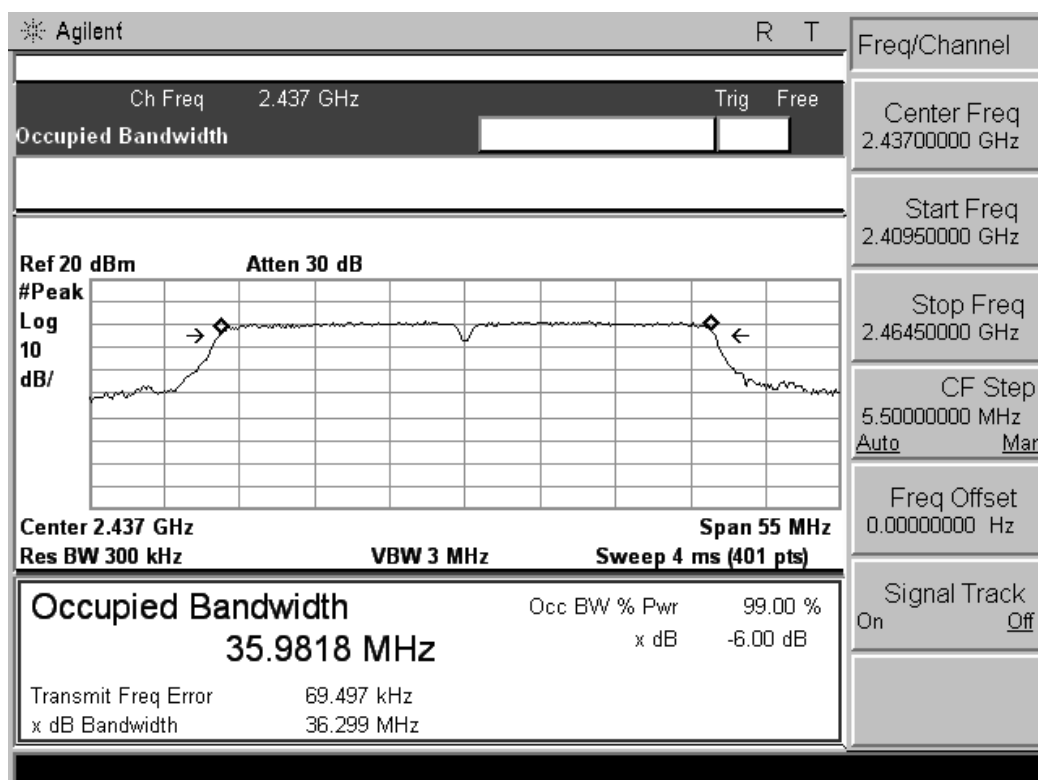 Agilent R T
Ch Freq 2.437 GHz Trig Free
Occupied Bandwidth
Ref 20 dBm Atten 30 dB
#Peak
Log
10
dB/
Center 2.437 GHz Span 55 MHz
Res BW 300 kHz VBW 3 MHz Sweep 4 ms (401 pts)
Occupied Bandwidth Occ BW % Pwr 99.00 %
35.9818 MHz x dB -6.00 dB
Transmit Freq Error 69.497 kHz
x dB Bandwidth 36.299 MHz
Freq/Channel
Center Freq
2.43700000 GHz
Start Freq
2.40950000 GHz
Stop Freq
2.46450000 GHz
CF Step
5.50000000 MHz
Auto Man
Freq Offset
0.00000000 Hz
Signal Track
On Off